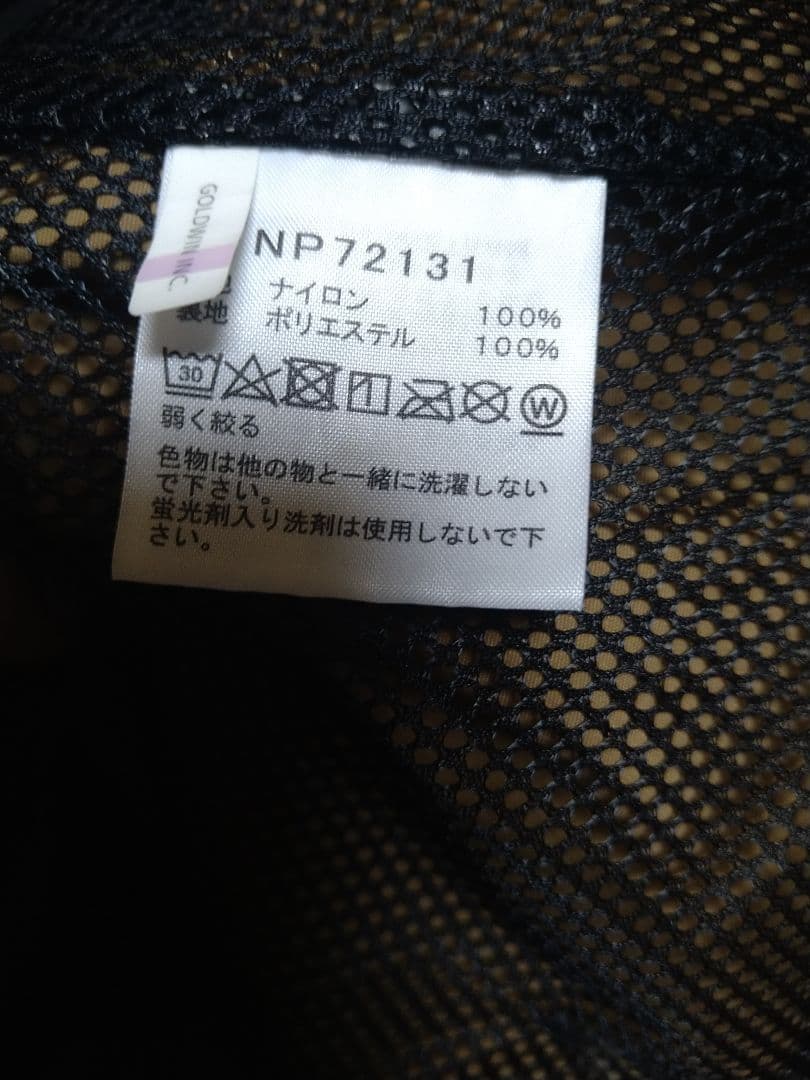 GOLDWIN INC
NP72131
ナイロン 100%
裏地 ポリエステル 100%
30
W
弱く絞る
色物は他の物と一緒に洗濯しない
で下さい。
蛍光剤入り洗剤は使用しないで下
さい。